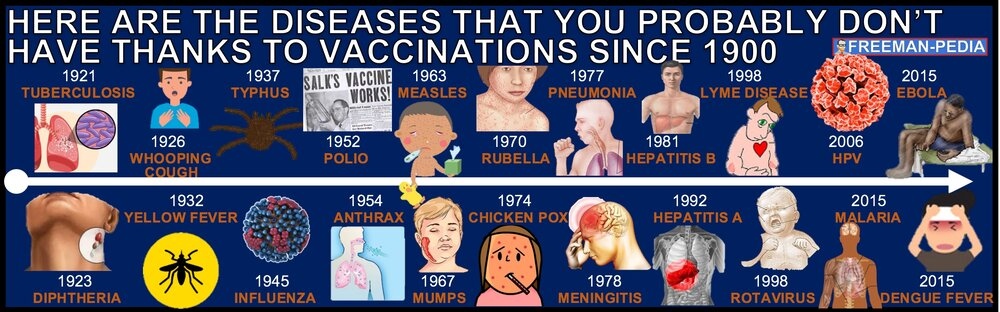 HERE ARE THE DISEASES THAT YOU PROBABLY DON'T
HAVE THANKS TO VACCINATIONS SINCE 1900
FREEMAN-PEDIA
1921
TUBERCULOSIS
1926
WHOOPING
COUGH
1937
TYPHUS
SALK'S VACCINE
WORKS!
1952
POLIO
1963
MEASLES
1970
RUBELLA
1977
PNEUMONIA
1981
HEPATITIS B
1998
LYME DISEASE
2006
HPV
2015
EBOLA
1923
DIPHTHERIA
1932
YELLOW FEVER
1945
INFLUENZA
1954
ANTHRAX
1967
MUMPS
1974
CHICKEN POX
1978
MENINGITIS
1992
HEPATITIS A
1998
ROTAVIRUS
2015
MALARIA
2015
DENGUE FEVER